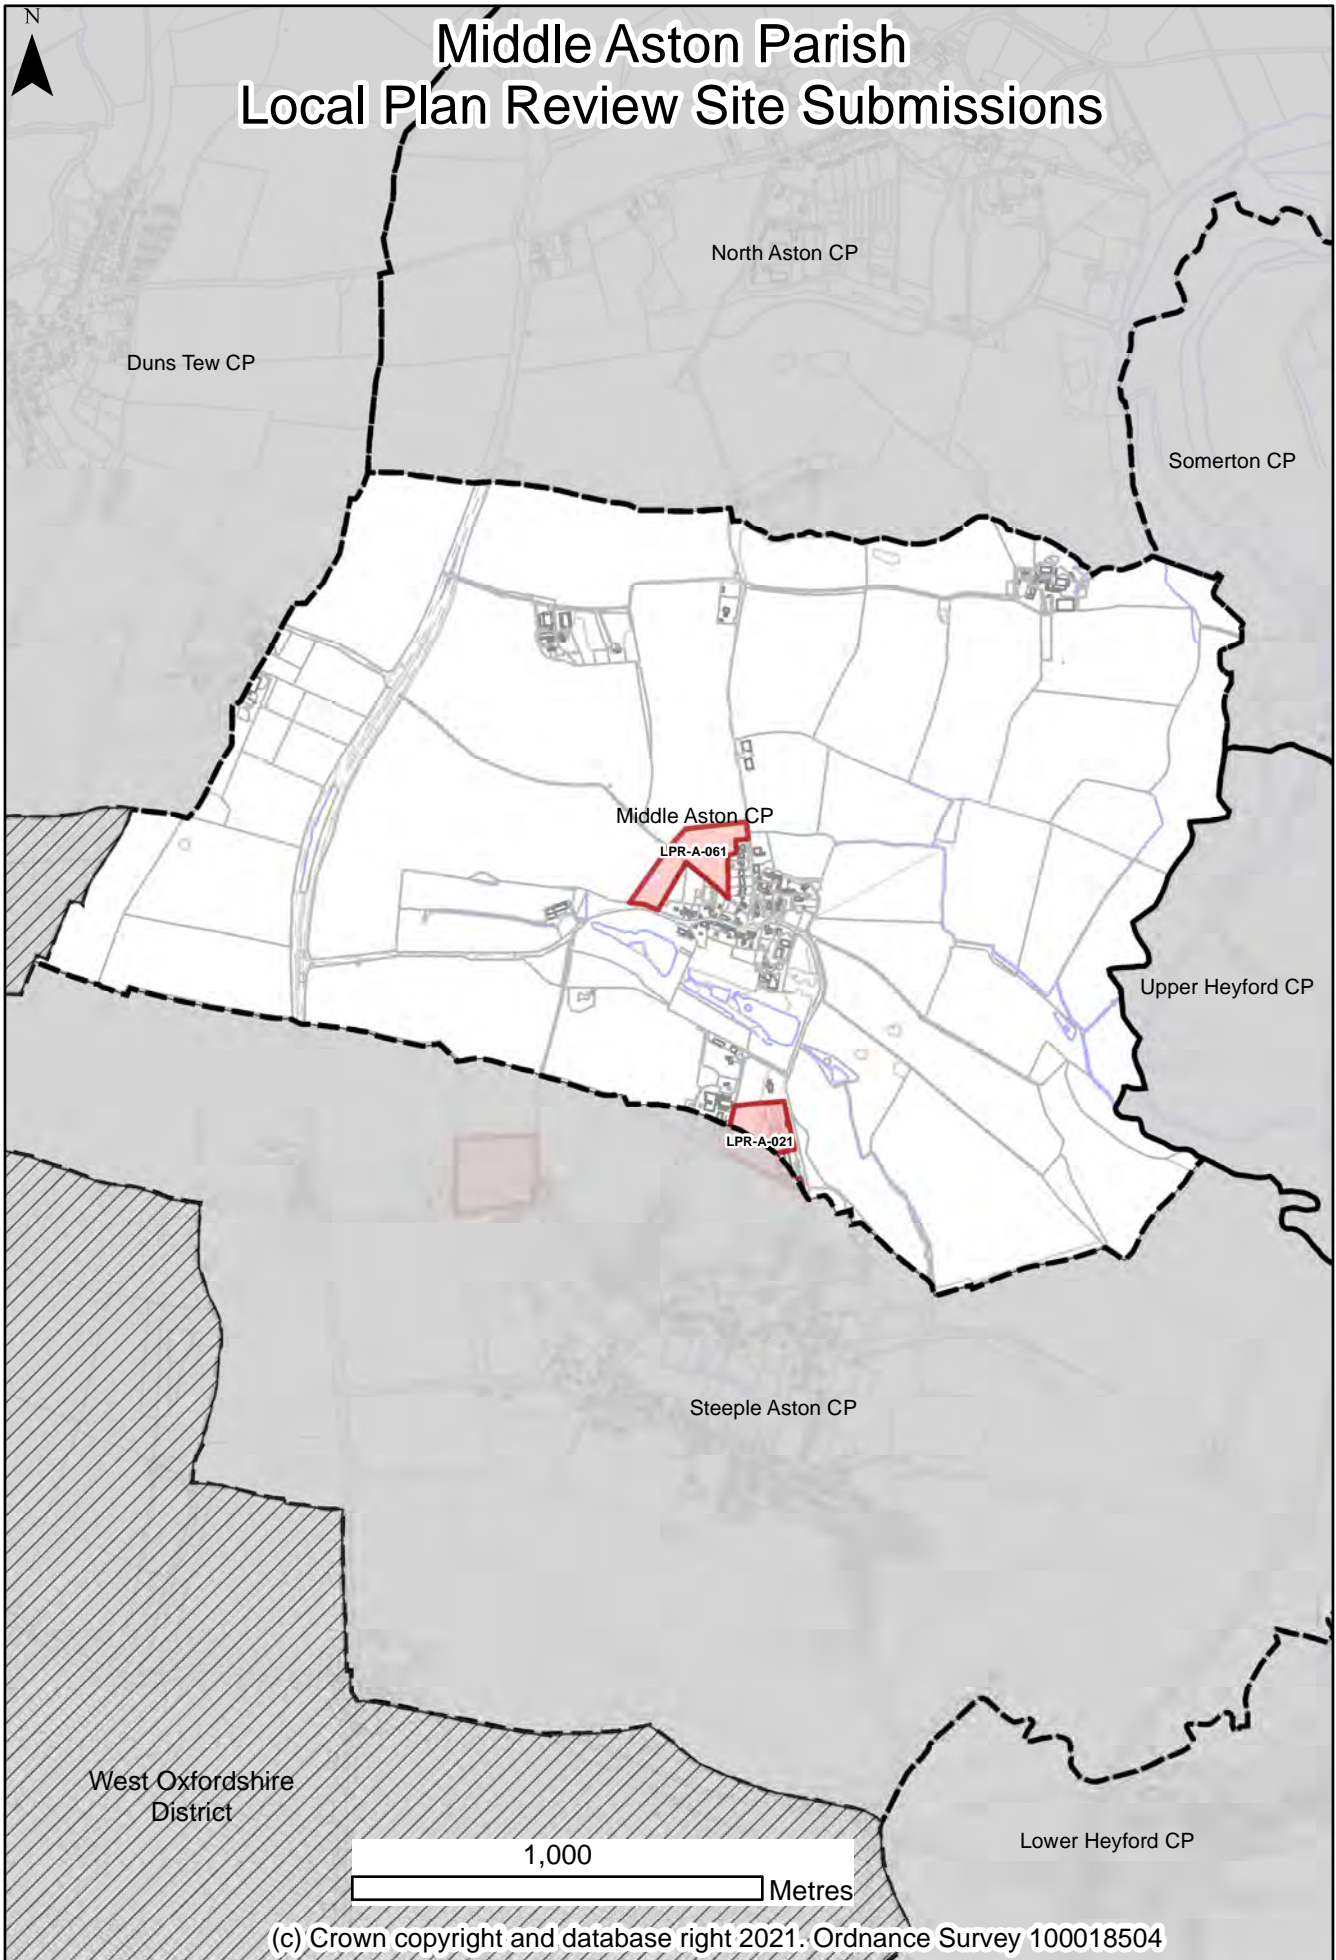 N
Middle Aston Parish
Local Plan Review Site Submissions
North Aston CP
Duns Tew CP
Somerton CP
Middle Aston CP
LPR-A-061
Upper Heyford CP
LPR-A-021
Steeple Aston CP
West Oxfordshire
District
Lower Heyford CP
1,000
Metres
(c) Crown copyright and database right 2021. Ordnance Survey 100018504